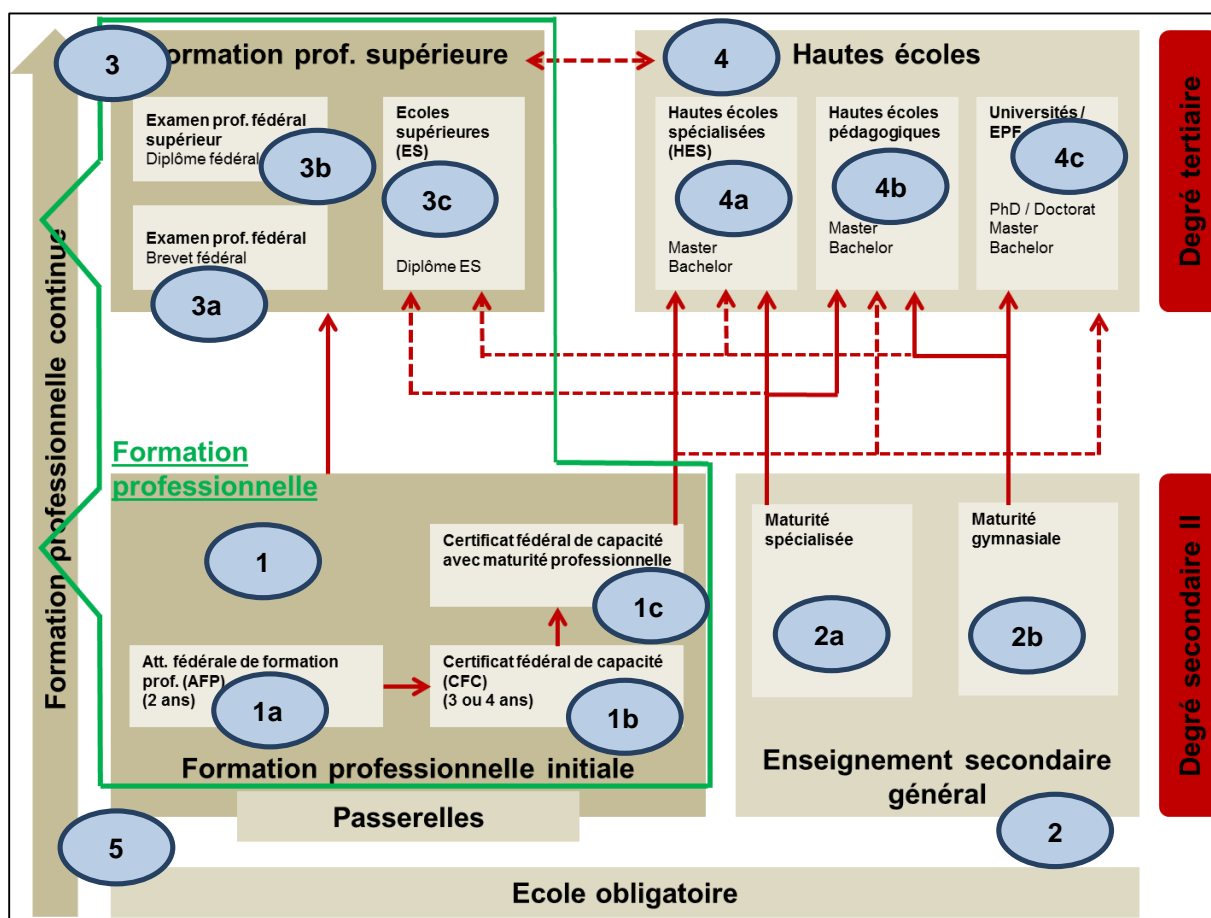 3
Formation prof. supérieure
4
Hautes écoles
Examen prof. fédéral
supérieur
Diplôme fédéral
3b
Ecoles
supérieures
(ES)
3c
Diplôme ES
Examen prof. fédéral
Brevet fédéral
3a
Hautes écoles
spécialisées
(HES)
4a
Master
Bachelor
Hautes écoles
pédagogiques
4b
Master
Bachelor
Universités /
EPF
4c
PhD / Doctorat
Master
Bachelor
Degré tertiaire
Formation professionnelle continue
Formation
professionnelle
1
Certificat fédéral de capacité
avec maturité professionnelle
1c
Att. fédérale de formation
prof. (AFP)
(2 ans)
1a
Certificat fédéral de capacité
(CFC)
(3 ou 4 ans)
1b
Formation professionnelle initiale
Maturité
spécialisée
2a
Maturité
gymnasiale
2b
Enseignement secondaire
général
2
Degré secondaire II
Passerelles
5
Ecole obligatoire